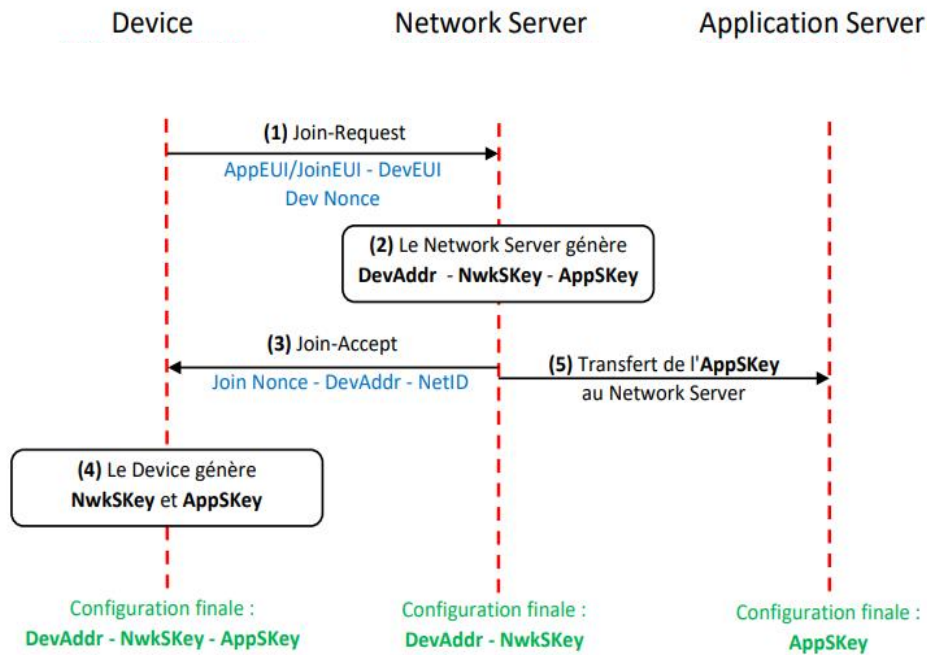 Device
Network Server
Application Server
(1) Join-Request
AppEUI/JoinEUI - DevEUI
Dev Nonce
(2) Le Network Server génère
DevAddr - NwkSKey - AppSKey
(3) Join-Accept
Join Nonce - DevAddr - NetID
(5) Transfert de l'AppSKey
au Network Server
(4) Le Device génère
NwkSKey et AppSKey
Configuration finale :
DevAddr - NwkSKey - AppSKey
Configuration finale :
DevAddr - NwkSKey
Configuration finale :
AppSKey